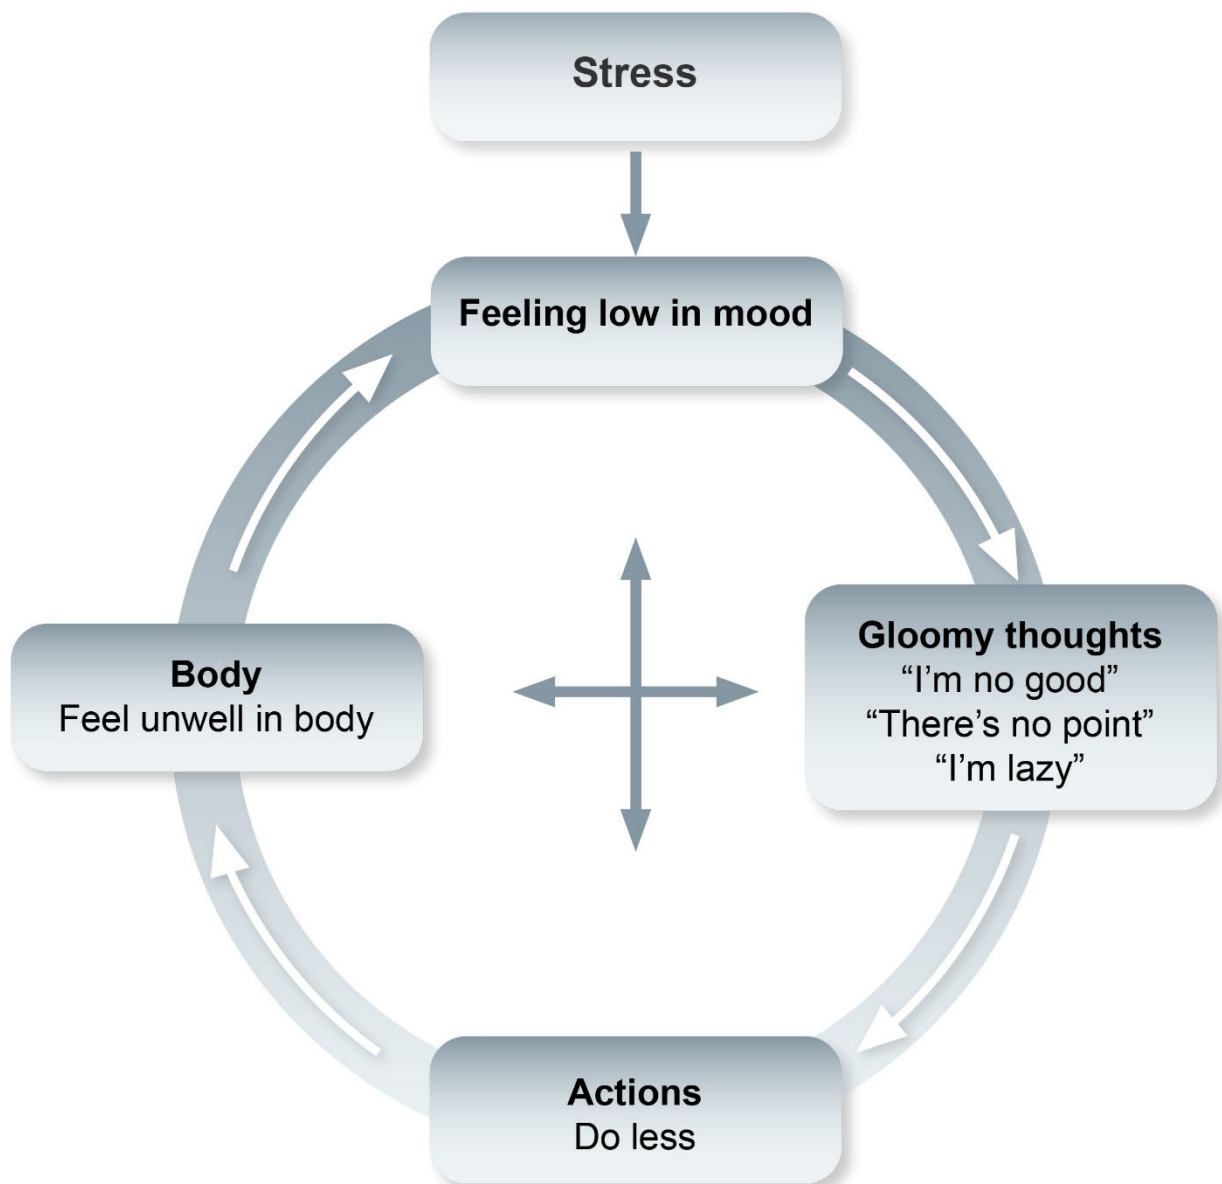 Stress
Feeling low in mood
Gloomy thoughts
“I’m no good”
“There’s no point”
“I’m lazy”
Body
Feel unwell in body
Actions
Do less